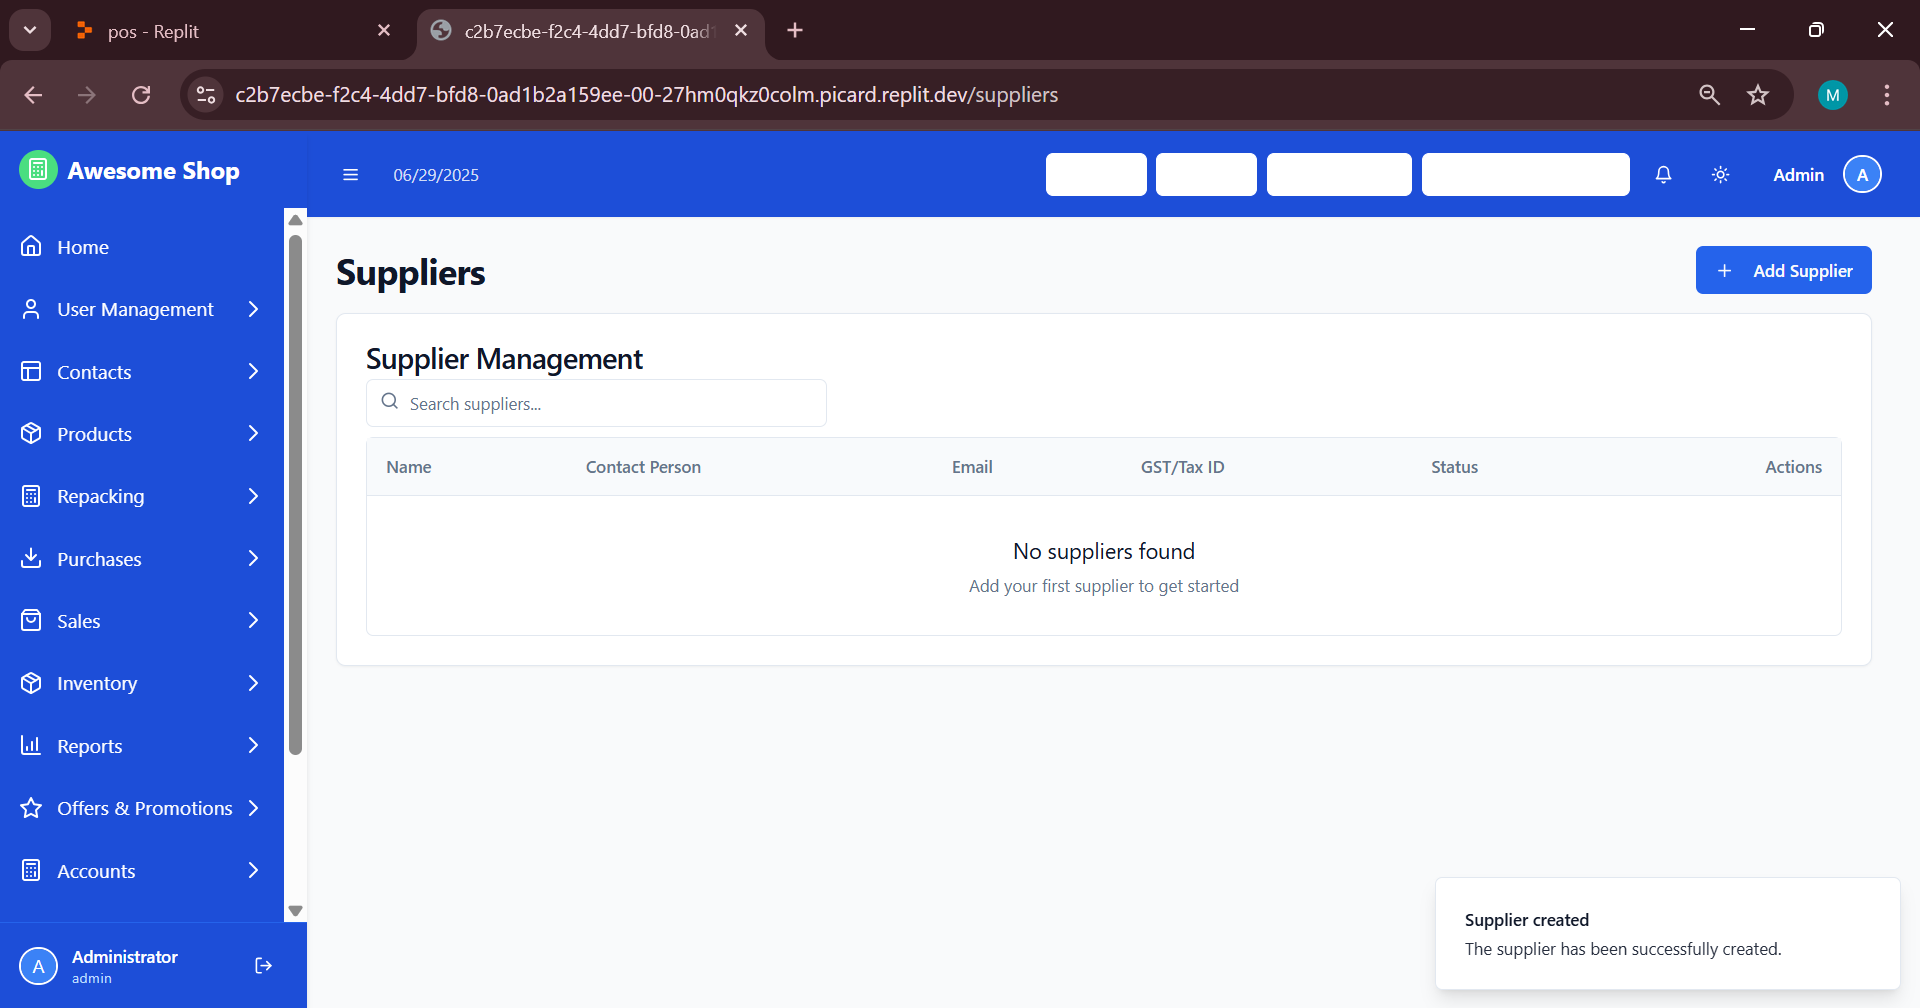 pos - Replit
c2b7ecbe-f2c4-4dd7-bfd8-0ad1
c2b7ecbe-f2c4-4dd7-bfd8-0ad1b2a159ee-00-27hm0qkz0colm.picard.replit.dev/suppliers
M
Awesome Shop
06/29/2025
Admin
A
Home
User Management
Contacts
Products
Repacking
Purchases
Sales
Inventory
Reports
Offers & Promotions
Accounts
A
Administrator
admin
Suppliers
Add Supplier
Supplier Management
Search suppliers...
Name Contact Person Email GST/Tax ID Status Actions
No suppliers found
Add your first supplier to get started
Supplier created
The supplier has been successfully created.